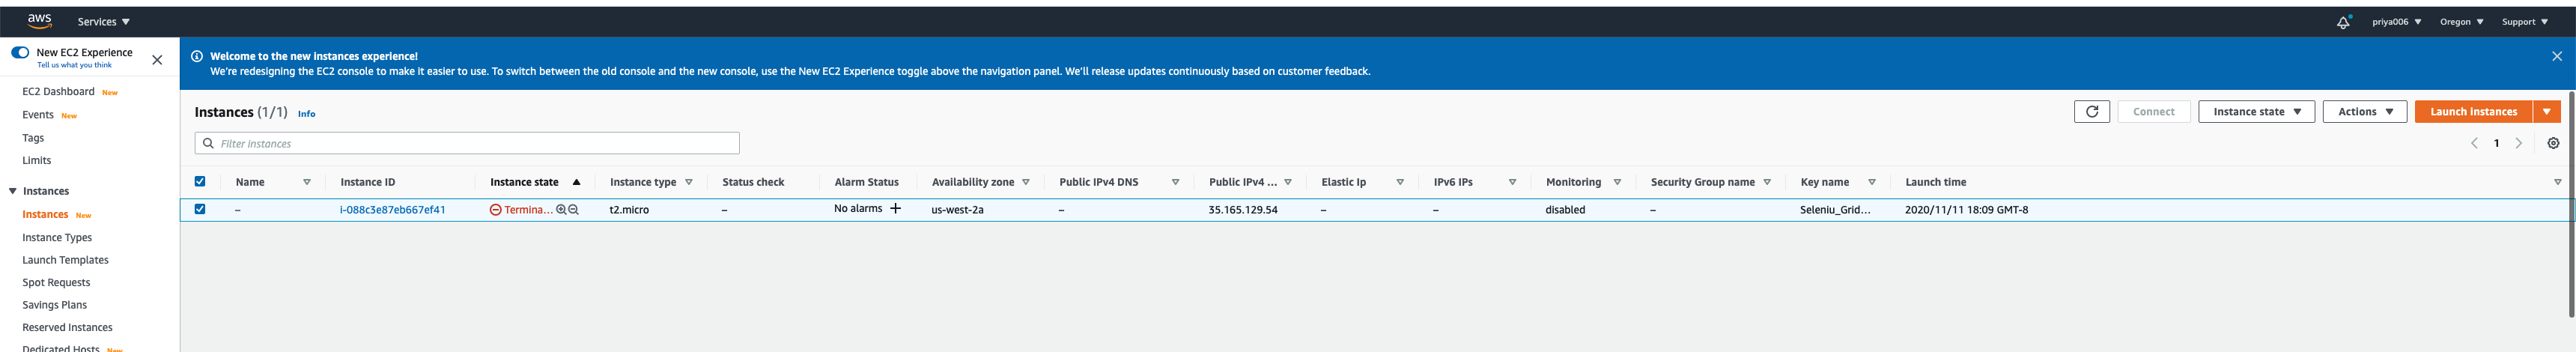 aws Services priya006 Oregon Support
New EC2 Experience
Tell us what you think
Welcome to the new instances experience!
We're redesigning the EC2 console to make it easier to use. To switch between the old console and the new console, use the New EC2 Experience toggle above the navigation panel. We'll release updates continuously based on customer feedback.
EC2 Dashboard New
Events New
Tags
Limits
Instances
Instances New
Instance Types
Launch Templates
Spot Requests
Savings Plans
Reserved Instances
Dedicated Hosts New
Instances (1/1) Info
Connect Instance state Actions Launch instances
Filter instances
1
Name Instance ID Instance state Instance type Status check Alarm Status Availability zone Public IPv4 DNS Public IPv4 ... Elastic Ip IPv6 IPs Monitoring Security Group name Key name Launch time
– i-088c3e87eb667ef41 Termina... t2.micro – No alarms + us-west-2a – 35.165.129.54 – – disabled – Seleniu_Grid... 2020/11/11 18:09 GMT-8